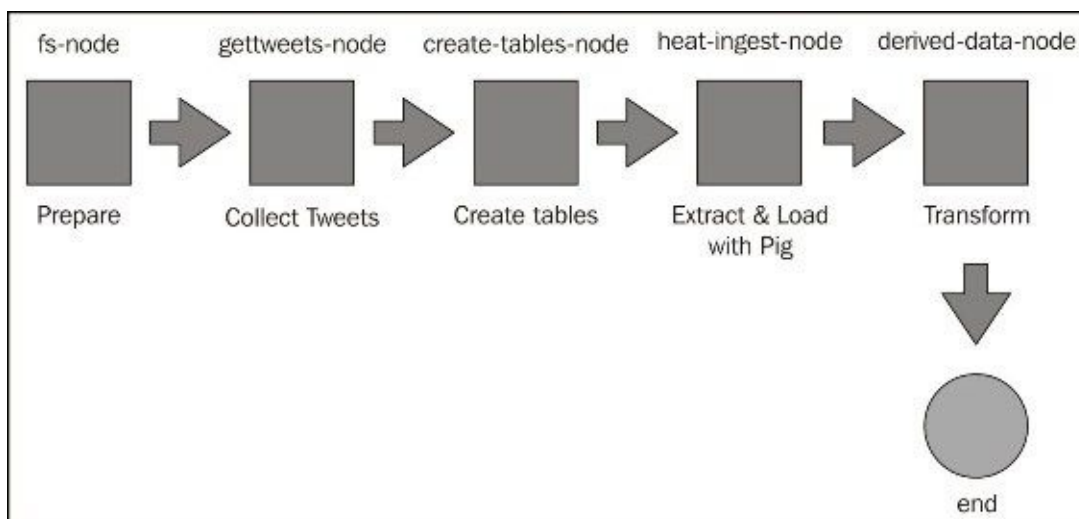 fs-node
gettweets-node
create-tables-node
heat-ingest-node
derived-data-node
Prepare
Collect Tweets
Create tables
Extract & Load
with Pig
Transform
end